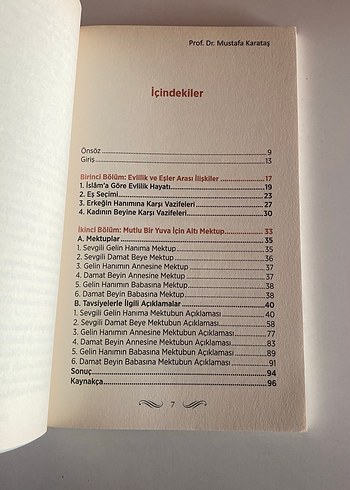 Prof. Dr. Mustafa Karataş
İçindekiler
Önsöz 9
Giriş 13
Birinci Bölüm: Evlilik ve Eşler Arası İlişkiler 17
1. İslâm'a Göre Evlilik Hayatı 19
2. Eş Seçimi 23
3. Erkeğin Hanımına Karşı Vazifeleri 27
4. Kadının Beyine Karşı Vazifeleri 30
İkinci Bölüm: Mutlu Bir Yuva İçin Altı Mektup 33
A. Mektuplar 35
1. Sevgili Gelin Hanıma Mektup 35
2. Sevgili Damat Beye Mektup 36
3. Gelin Hanımın Annesine Mektup 37
4. Damat Beyin Annesine Mektup 37
5. Gelin Hanımın Babasına Mektup 38
6. Damat Beyin Babasına Mektup 38
B. Tavsiyelerle İlgili Açıklamalar 40
1. Sevgili Gelin Hanıma Mektubun Açıklaması 40
2. Sevgili Damat Beye Mektubun Açıklaması 58
3. Gelin Hanımın Annesine Mektubun Açıklaması 77
4. Damat Beyin Annesine Mektubun Açıklaması 83
5. Gelin Hanımın Babasına Mektubun Açıklaması 89
6. Damat Beyin Babasına Mektubun Açıklaması 91
Sonuç 94
Kaynakça 96
7